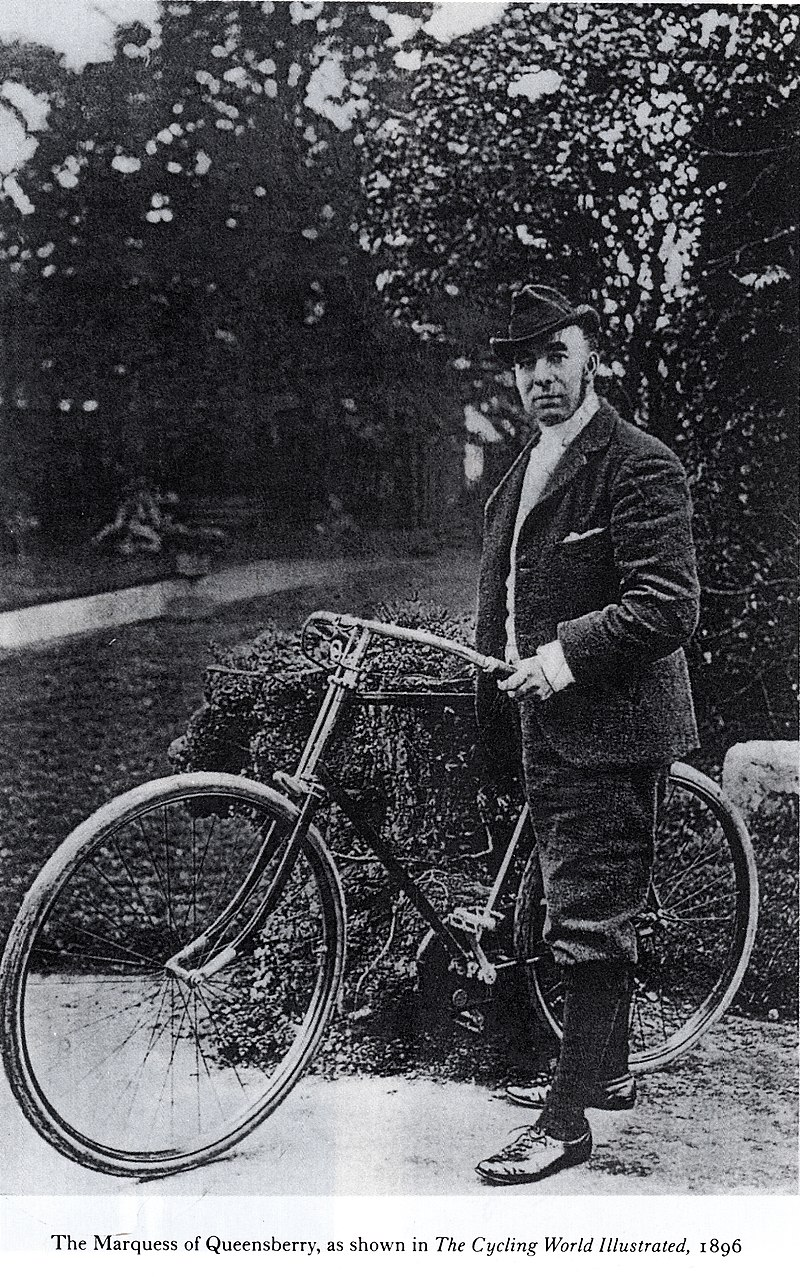 The Marquess of Queensberry, as shown in The Cycling World Illustrated, 1896